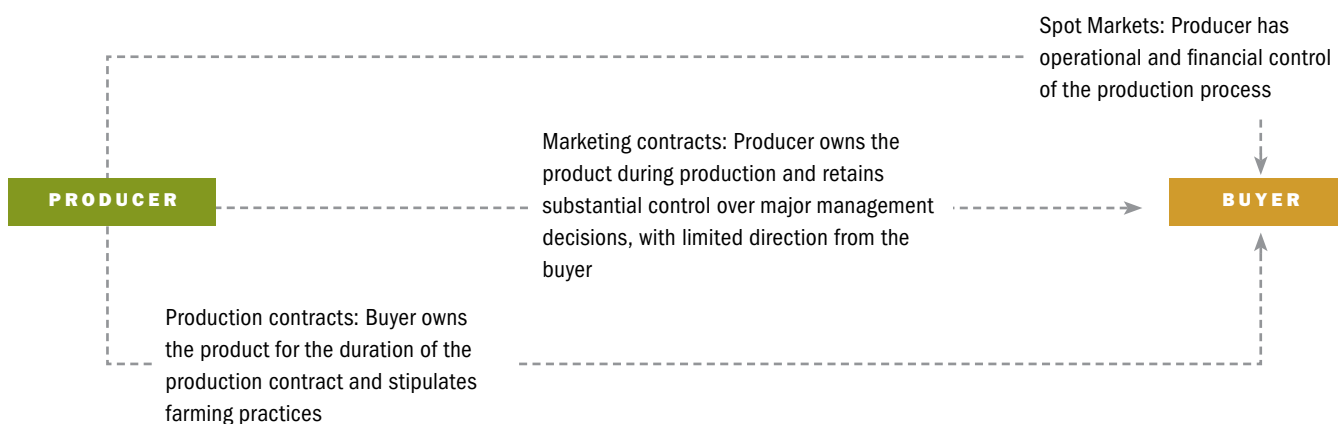 Spot Markets: Producer has
operational and financial control
of the production process
Marketing contracts: Producer owns the
product during production and retains
substantial control over major management
decisions, with limited direction from the
buyer
PRODUCER
BUYER
Production contracts: Buyer owns
the product for the duration of the
production contract and stipulates
farming practices